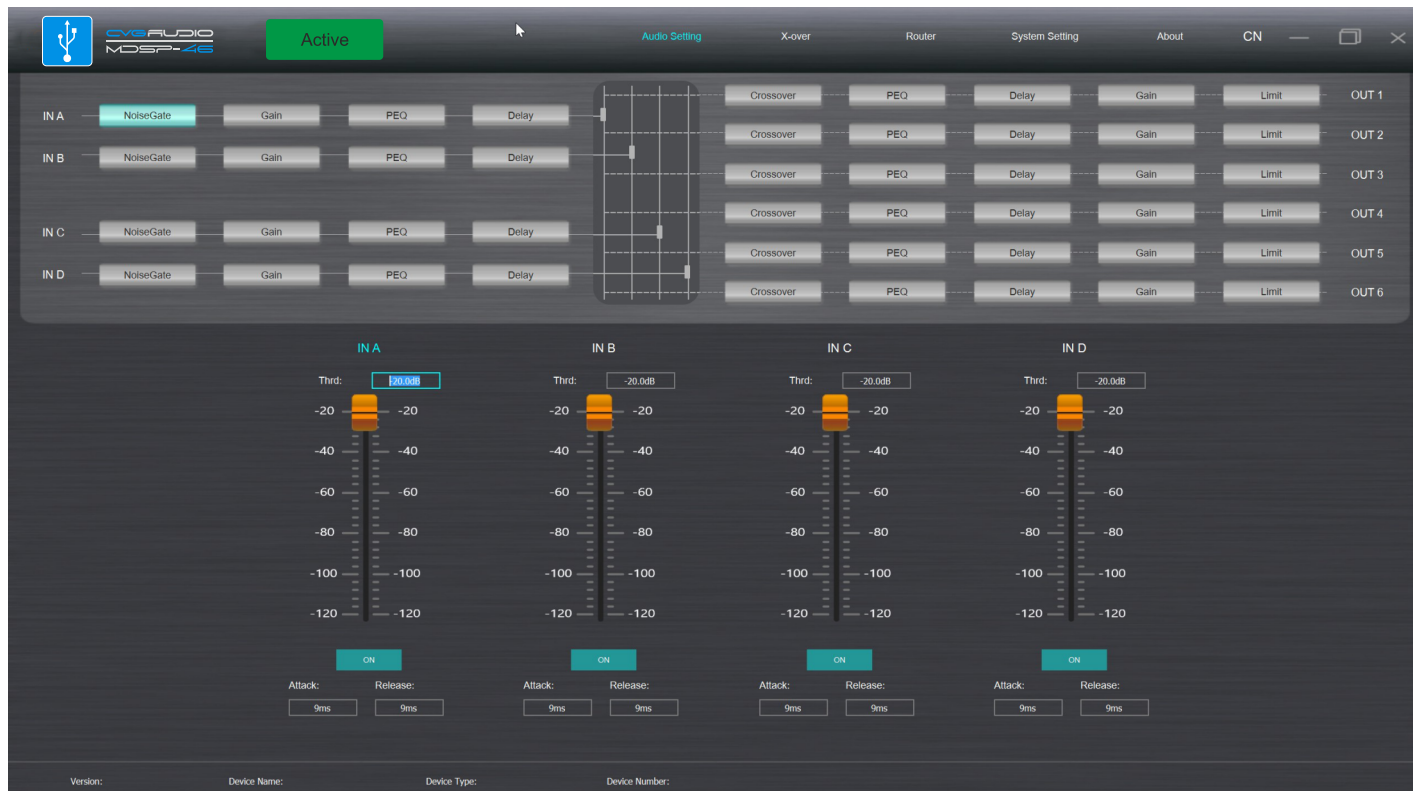 CVGAUDIO
MDSP-46
Active
Audio Setting X-over Router System Setting About CN
IN A NoiseGate Gain PEQ Delay
IN B NoiseGate Gain PEQ Delay
IN C NoiseGate Gain PEQ Delay
IN D NoiseGate Gain PEQ Delay
Crossover PEQ Delay Gain Limit OUT 1
Crossover PEQ Delay Gain Limit OUT 2
Crossover PEQ Delay Gain Limit OUT 3
Crossover PEQ Delay Gain Limit OUT 4
Crossover PEQ Delay Gain Limit OUT 5
Crossover PEQ Delay Gain Limit OUT 6
IN A IN B IN C IN D
Thrd: -20.0dB Thrd: -20.0dB Thrd: -20.0dB Thrd: -20.0dB
-20 -20 -20 -20 -20 -20 -20 -20
-40 -40 -40 -40 -40 -40 -40 -40
-60 -60 -60 -60 -60 -60 -60 -60
-80 -80 -80 -80 -80 -80 -80 -80
-100 -100 -100 -100 -100 -100 -100 -100
-120 -120 -120 -120 -120 -120 -120 -120
ON ON ON ON
Attack: Release: Attack: Release: Attack: Release: Attack: Release:
9ms 9ms 9ms 9ms 9ms 9ms 9ms 9ms
Version: Device Name: Device Type: Device Number: